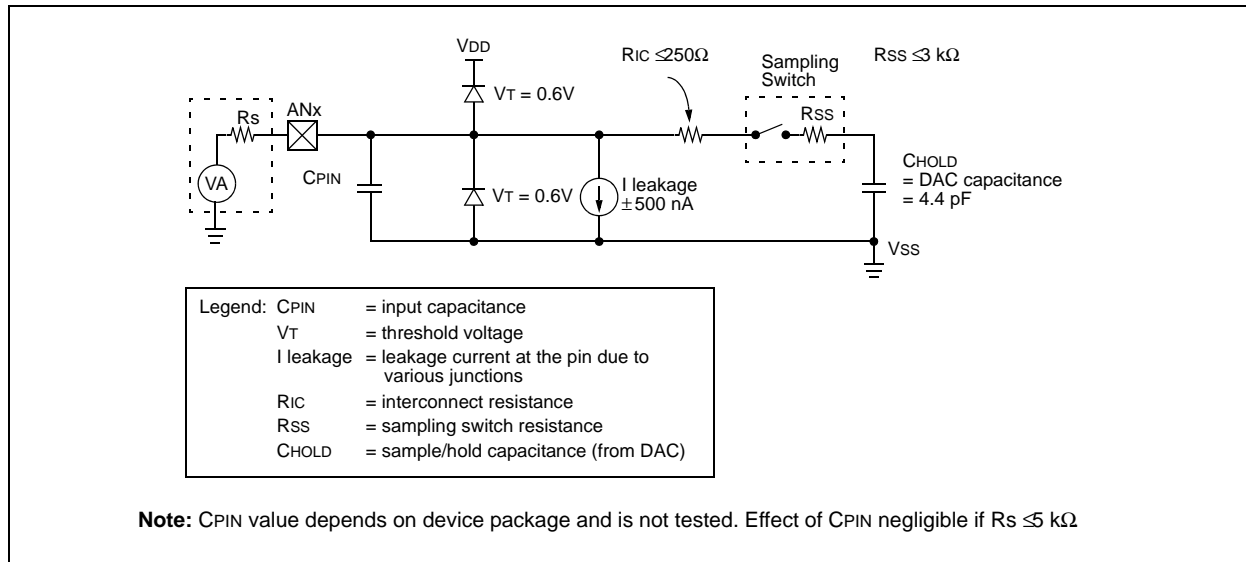 VDD
RIC ≤250Ω
Sampling
Switch
RSS ≤3 kΩ
VT = 0.6V
Rs
ANx
RSS
VA
CPIN
VT = 0.6V
I leakage
±500 nA
CHOLD
= DAC capacitance
= 4.4 pF
VSS
Legend: CPIN = input capacitance
VT = threshold voltage
I leakage = leakage current at the pin due to
various junctions
RIC = interconnect resistance
RSS = sampling switch resistance
CHOLD = sample/hold capacitance (from DAC)
Note: CPIN value depends on device package and is not tested. Effect of CPIN negligible if Rs ≤5 kΩ